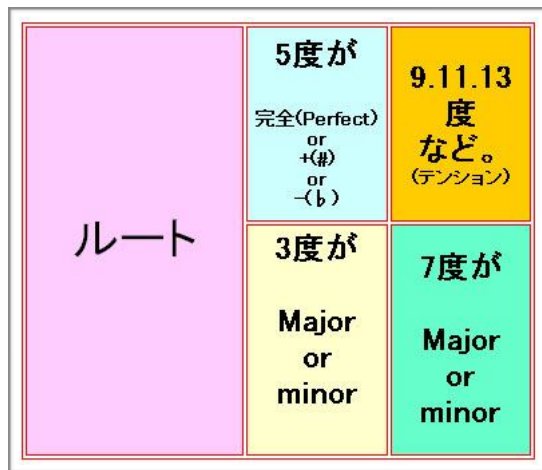 ルート
5度が
完全(Perfect)
or
+(#)
or
-(♭)
9.11.13
度
など。
(テンション)
3度が
Major
or
minor
7度が
Major
or
minor